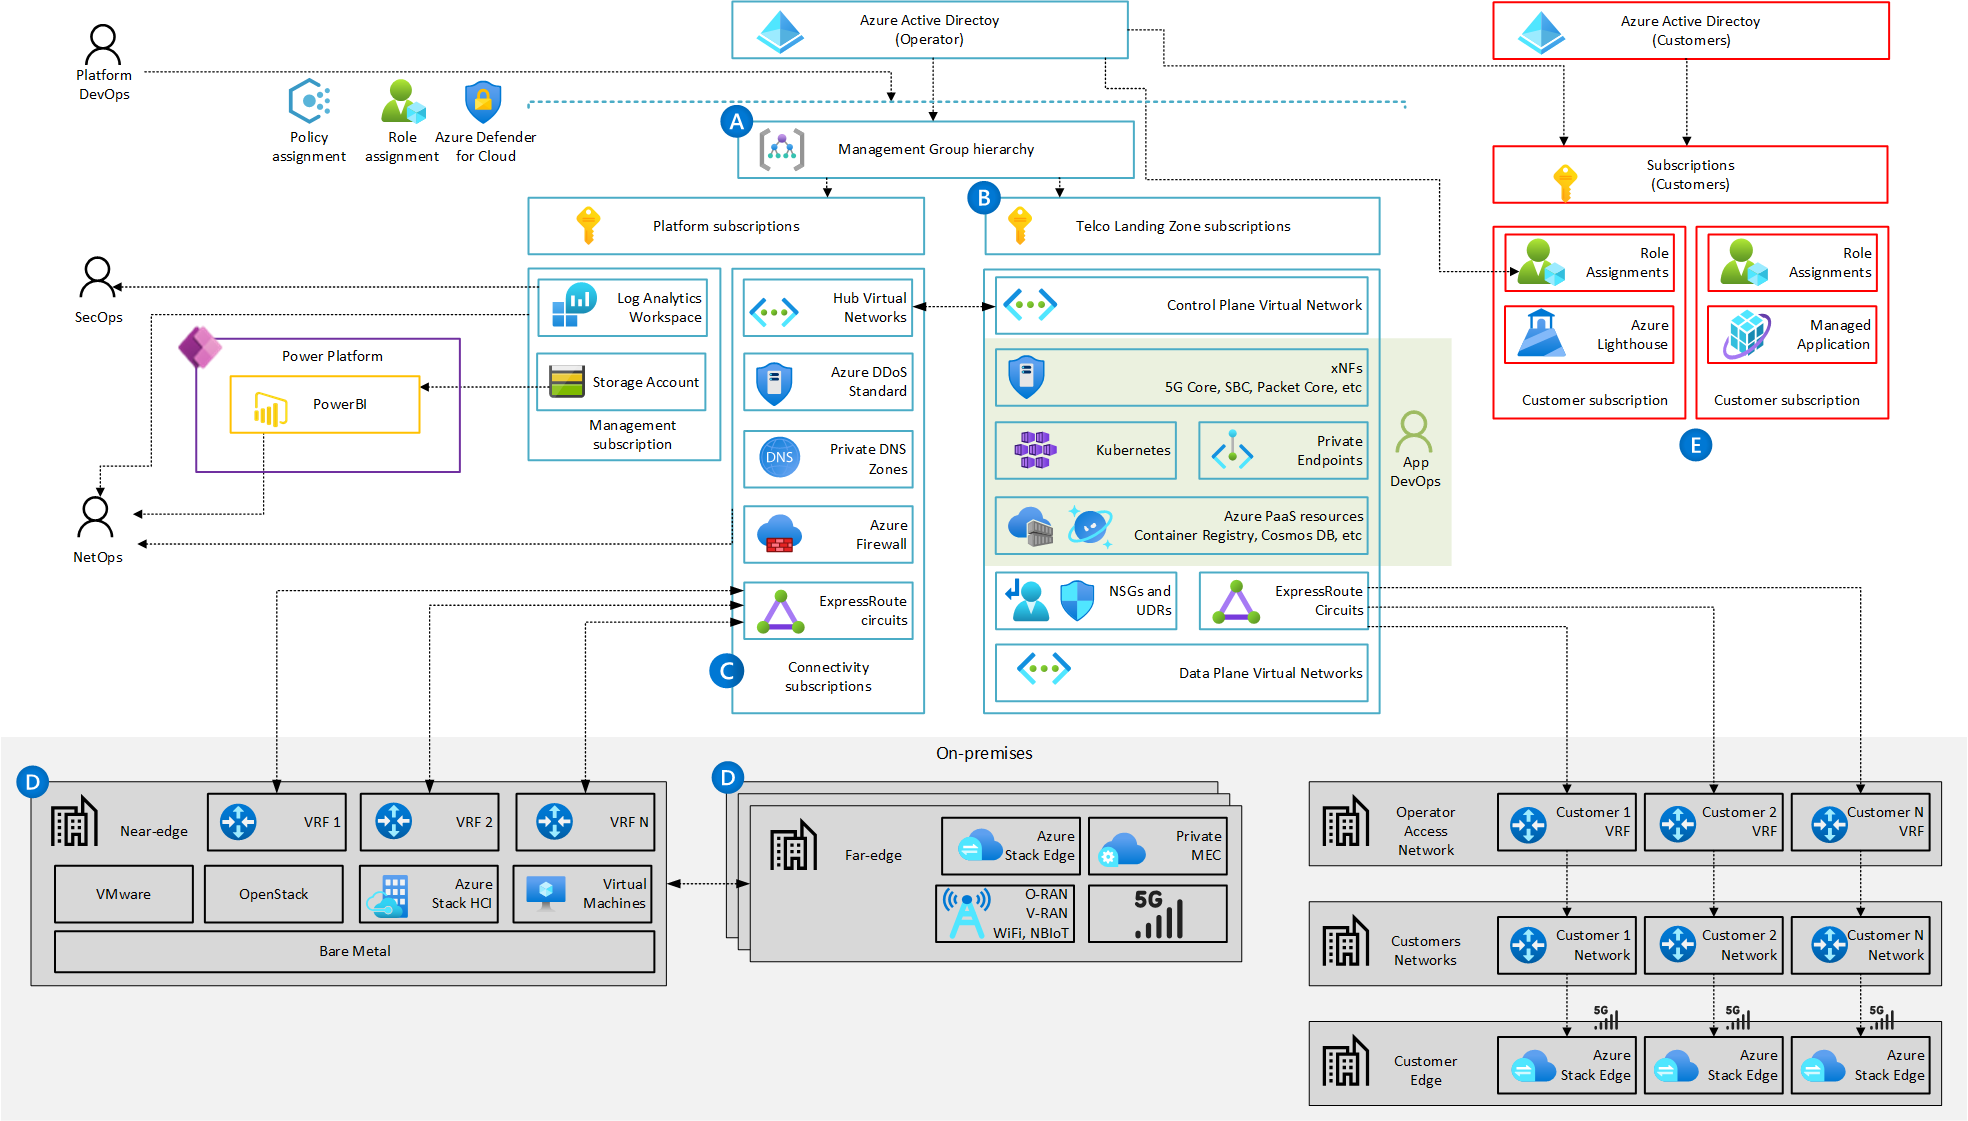 Azure Active Directoy
(Operator)
Azure Active Directoy
(Customers)
Platform
DevOps
Policy
assignment
Role
assignment
Azure Defender
for Cloud
A
Management Group hierarchy
Subscriptions
(Customers)
B
Platform subscriptions
Telco Landing Zone subscriptions
SecOps
Log Analytics
Workspace
Storage Account
Management
subscription
Power Platform
PowerBI
NetOps
Hub Virtual
Networks
Azure DDoS
Standard
DNS
Private DNS
Zones
Azure
Firewall
ExpressRoute
circuits
C
Connectivity
subscriptions
Control Plane Virtual Network
xNFs
5G Core, SBC, Packet Core, etc
Kubernetes
Private
Endpoints
Azure PaaS resources
Container Registry, Cosmos DB, etc
App
DevOps
NSGs and
UDRs
ExpressRoute
Circuits
Data Plane Virtual Networks
Role
Assignments
Azure
Lighthouse
Customer subscription
Role
Assignments
Managed
Application
Customer subscription
E
On-premises
D
Near-edge
VRF 1
VRF 2
VRF N
VMware
OpenStack
Azure
Stack HCI
Virtual
Machines
Bare Metal
D
Far-edge
Azure
Stack Edge
Private
MEC
O-RAN
V-RAN
WiFi, NBIoT
5G
Operator
Access
Network
Customer 1
VRF
Customer 2
VRF
Customer N
VRF
Customers
Networks
Customer 1
Network
Customer 2
Network
Customer N
Network
5G
5G
5G
Customer
Edge
Azure
Stack Edge
Azure
Stack Edge
Azure
Stack Edge